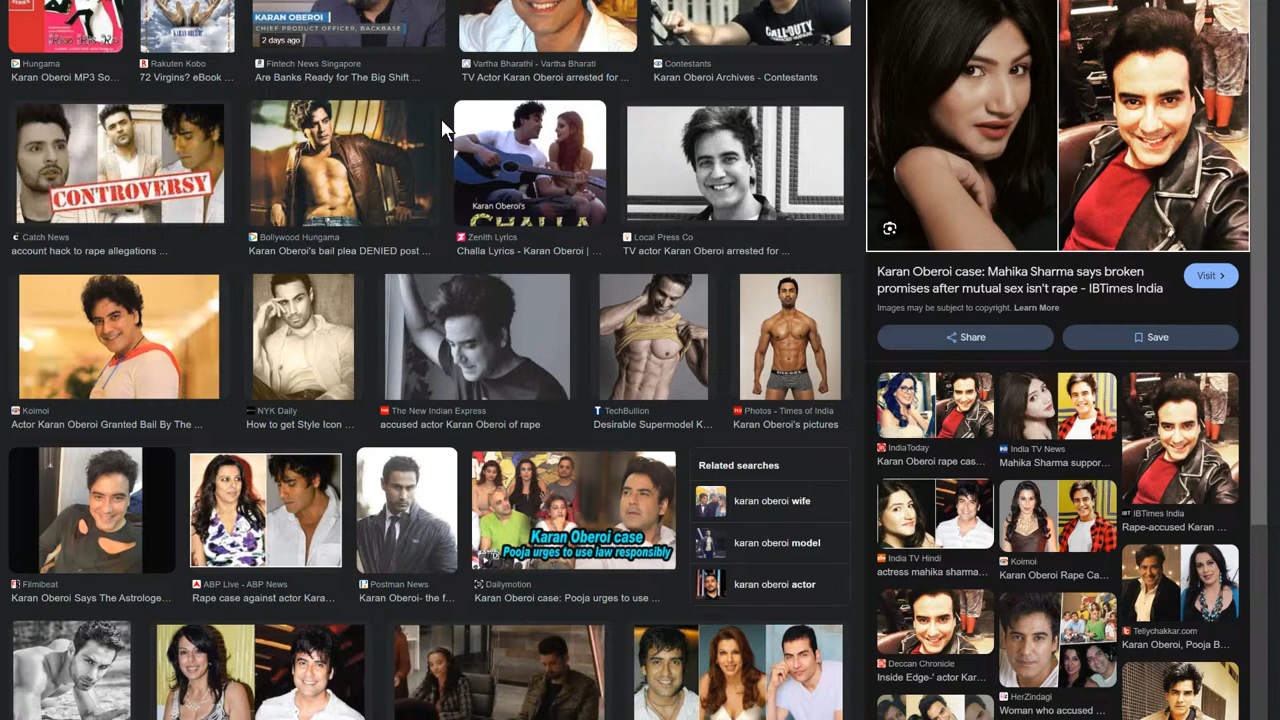 KARAN OBEROI
CHIEF PRODUCT OFFICER, BACKBASE
2 days ago
CALL OF DUTY
Hungama
Karan Oberoi MP3 So...
Rakuten Kobo
72 Virgins? eBook ...
Fintech News Singapore
Are Banks Ready for The Big Shift ...
Vartha Bharathi - Vartha Bharati
TV Actor Karan Oberoi arrested for ...
Contestants
Karan Oberoi Archives - Contestants
CONTROVERSY
Karan Oberoi's
CHALLA
Catch News
account hack to rape allegations ...
Bollywood Hungama
Karan Oberoi's bail plea DENIED post ...
Zenith Lyrics
Challa Lyrics - Karan Oberoi | ...
Local Press Co
TV actor Karan Oberoi arrested for ...
DIESEL
Koimoi
Actor Karan Oberoi Granted Bail By The ...
NYK Daily
How to get Style Icon ...
The New Indian Express
accused actor Karan Oberoi of rape
TechBullion
Desirable Supermodel K...
Photos - Times of India
Karan Oberoi's pictures
Karan Oberoi case
Pooja urges to use law responsibly
Filmibeat
Karan Oberoi Says The Astrologe...
ABP Live - ABP News
Rape case against actor Kara...
Postman News
Karan Oberoi- the f...
Dailymotion
Karan Oberoi case: Pooja urges to use ...
Related searches
karan oberoi wife
karan oberoi model
karan oberoi actor
Karan Oberoi case: Mahika Sharma says broken
promises after mutual sex isn't rape - IBTimes India
Visit >
Images may be subject to copyright. Learn More
Share
Save
IndiaToday
Karan Oberoi rape cas...
India TV News
Mahika Sharma suppor...
IBT IBTimes India
Rape-accused Karan ...
India TV Hindi
actress mahika sharma...
Koimoi
Karan Oberoi Rape Ca...
Tellychakkar.com
Karan Oberoi, Pooja B...
Deccan Chronicle
Inside Edge-' actor Kar...
HerZindagi
Woman who accused ...